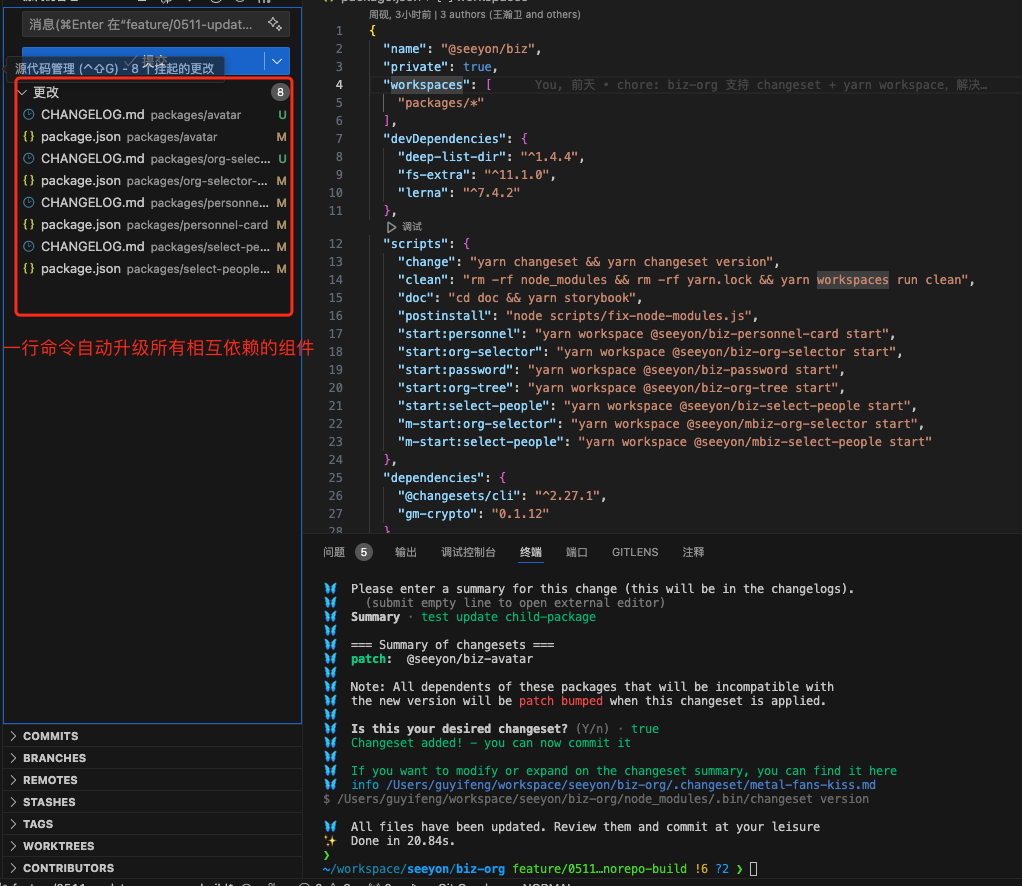 消息(⌘Enter 在“feature/0511-updat...
提交
源代码管理 (^⇧G) - 8 个挂起的更改
更改 8
CHANGELOG.md packages/avatar U
{} package.json packages/avatar M
CHANGELOG.md packages/org-selec... U
{} package.json packages/org-selector-... M
CHANGELOG.md packages/personne... M
{} package.json packages/personnel-card M
CHANGELOG.md packages/select-pe... M
{} package.json packages/select-people... M
一行命令自动升级所有相互依赖的组件
COMMITS
BRANCHES
REMOTES
STASHES
TAGS
WORKTREES
CONTRIBUTORS
周砚, 3小时前 | 3 authors (王瀚卫 and others)
1 {
2 "name": "@seeyon/biz",
3 "private": true,
4 "workspaces": [ You, 前天 • chore: biz-org 支持 changeset + yarn workspace, 解决…
5 "packages/*"
6 ],
7 "devDependencies": {
8 "deep-list-dir": "^1.4.4",
9 "fs-extra": "^11.1.0",
10 "lerna": "^7.4.2"
11 },
调试
12 "scripts": {
13 "change": "yarn changeset && yarn changeset version",
14 "clean": "rm -rf node_modules && rm -rf yarn.lock && yarn workspaces run clean",
15 "doc": "cd doc && yarn storybook",
16 "postinstall": "node scripts/fix-node-modules.js",
17 "start:personnel": "yarn workspace @seeyon/biz-personnel-card start",
18 "start:org-selector": "yarn workspace @seeyon/biz-org-selector start",
19 "start:password": "yarn workspace @seeyon/biz-password start",
20 "start:org-tree": "yarn workspace @seeyon/biz-org-tree start",
21 "start:select-people": "yarn workspace @seeyon/biz-select-people start",
22 "m-start:org-selector": "yarn workspace @seeyon/mbiz-org-selector start",
23 "m-start:select-people": "yarn workspace @seeyon/mbiz-select-people start"
24 },
25 "dependencies": {
26 "@changesets/cli": "^2.27.1",
27 "gm-crypto": "0.1.12"
28 }
问题 5 输出 调试控制台 终端 端口 GITLENS 注释
Please enter a summary for this change (this will be in the changelogs).
(submit empty line to open external editor)
Summary · test update child-package
=== Summary of changesets ===
patch: @seeyon/biz-avatar
Note: All dependents of these packages that will be incompatible with
the new version will be patch bumped when this changeset is applied.
Is this your desired changeset? (Y/n) · true
Changeset added! - you can now commit it
If you want to modify or expand on the changeset summary, you can find it here
info /Users/guyifeng/workspace/seeyon/biz-org/.changeset/metal-fans-kiss.md
$ /Users/guyifeng/workspace/seeyon/biz-org/node_modules/.bin/changeset version
All files have been updated. Review them and commit at your leisure
Done in 20.84s.
❯
~/workspace/seeyon/biz-org feature/0511…norepo-build !6 ?2 ❯